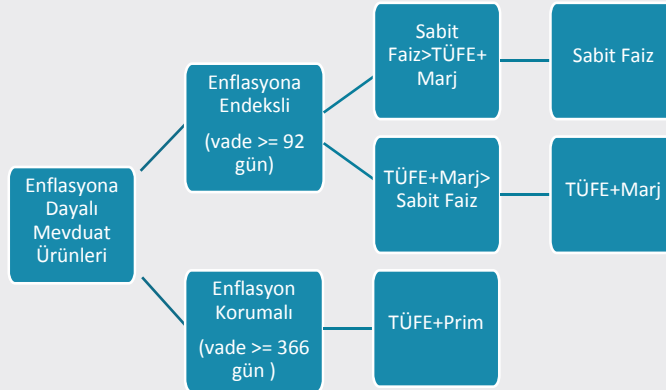 Enflasyona
Dayalı
Mevduat
Ürünleri
Enflasyona
Endeksli
(vade >= 92
gün)
Sabit
Faiz>TÜFE+
Marj
Sabit Faiz
TÜFE+Marj>
Sabit Faiz
TÜFE+Marj
Enflasyon
Korumalı
(vade >= 366
gün )
TÜFE+Prim